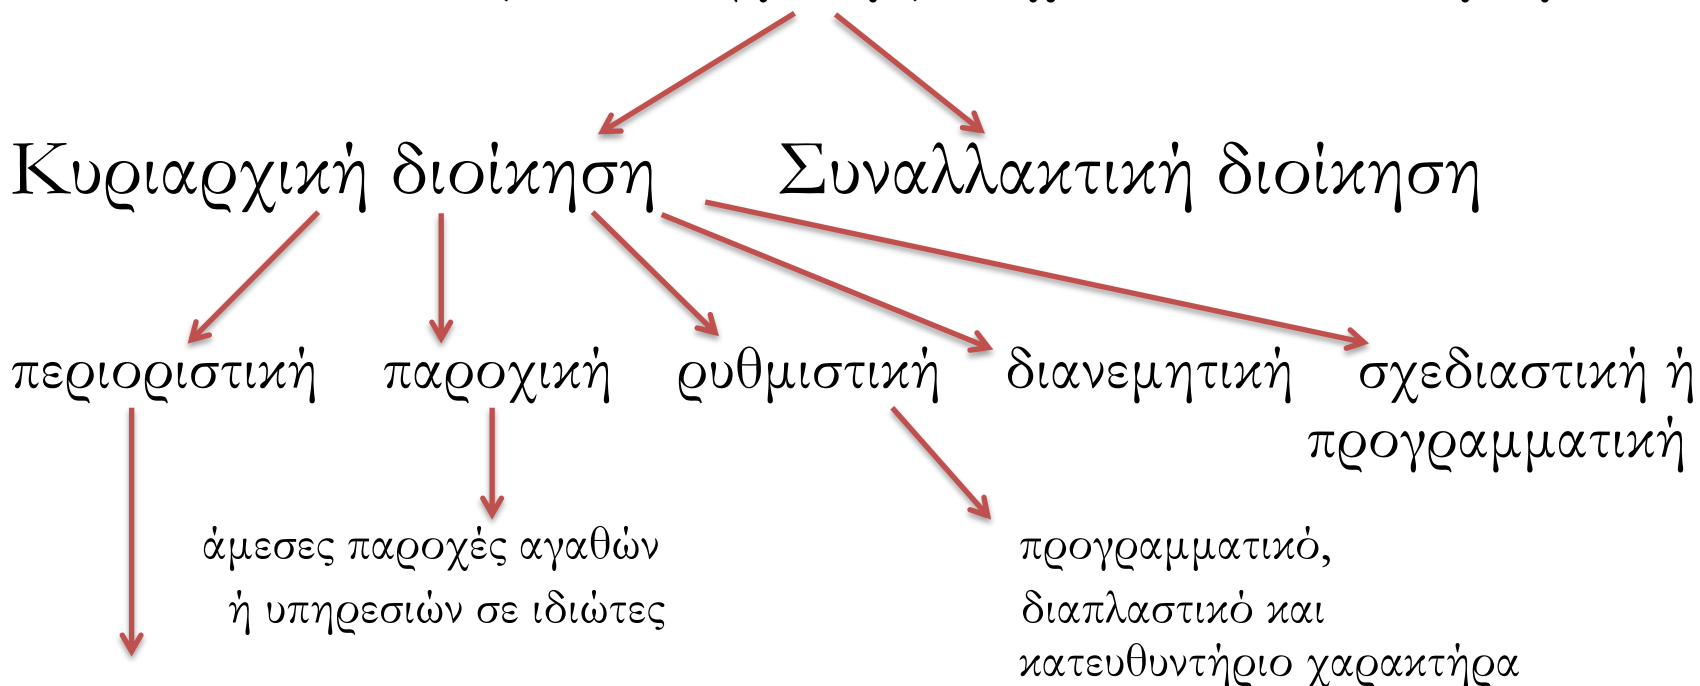 Κυριαρχική διοίκηση Συναλλακτική διοίκηση
περιοριστική παροχική ρυθμιστική διανεμητική σχεδιαστική ή
προγραμματική
άμεσες παροχές αγαθών
ή υπηρεσιών σε ιδιώτες
προγραμματικό,
διαπλαστικό και
κατευθυντήριο χαρακτήρα